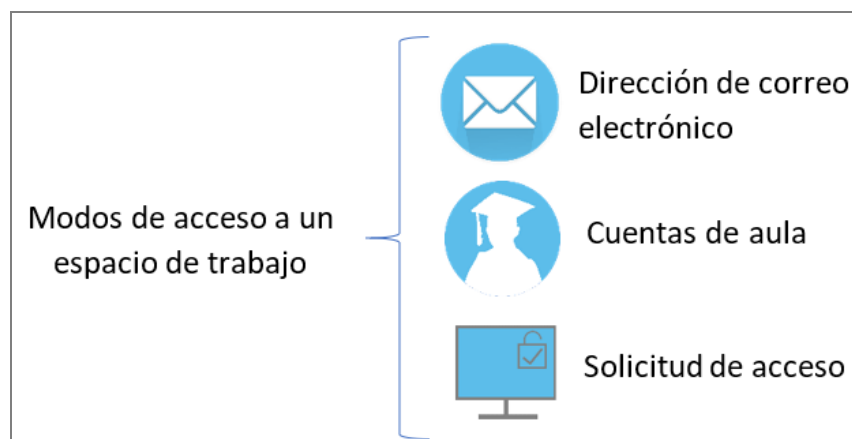 Modos de acceso a un
espacio de trabajo
Dirección de correo
electrónico
Cuentas de aula
Solicitud de acceso